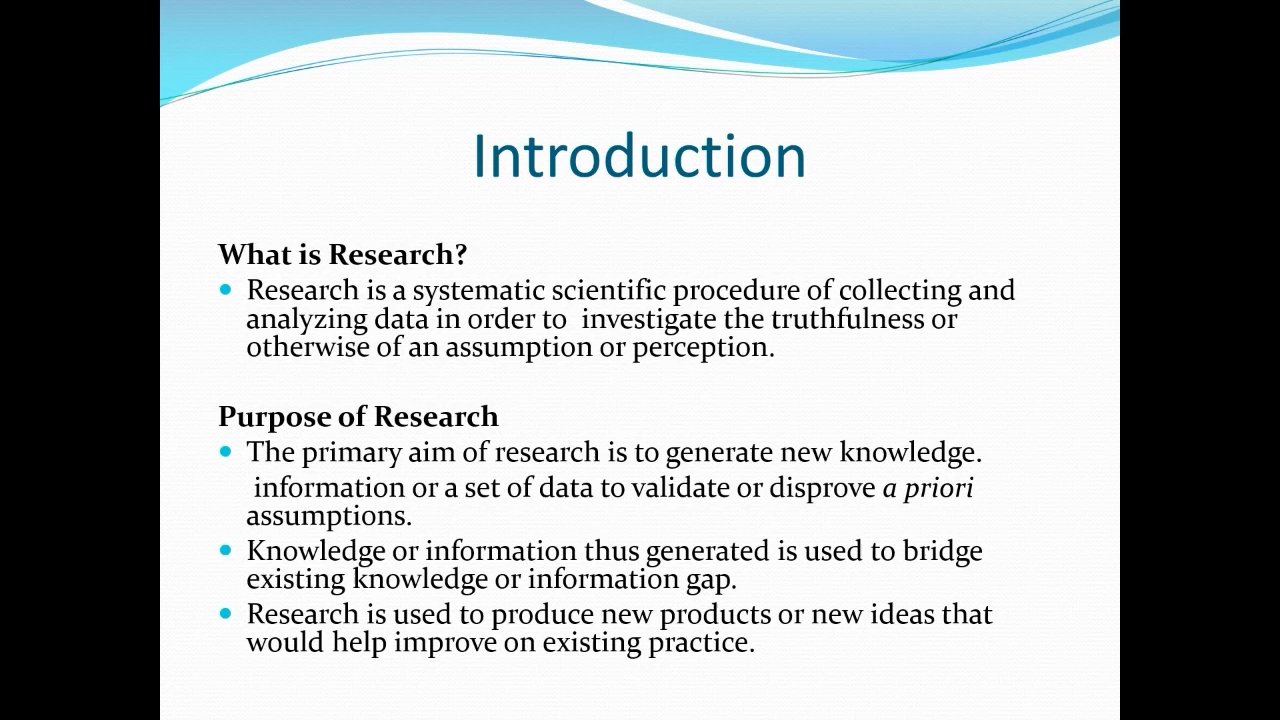 Introduction
What is Research?
• Research is a systematic scientific procedure of collecting and
analyzing data in order to  investigate the truthfulness or
otherwise of an assumption or perception.
Purpose of Research
• The primary aim of research is to generate new knowledge.
information or a set of data to validate or disprove a priori
assumptions.
• Knowledge or information thus generated is used to bridge
existing knowledge or information gap.
• Research is used to produce new products or new ideas that
would help improve on existing practice.